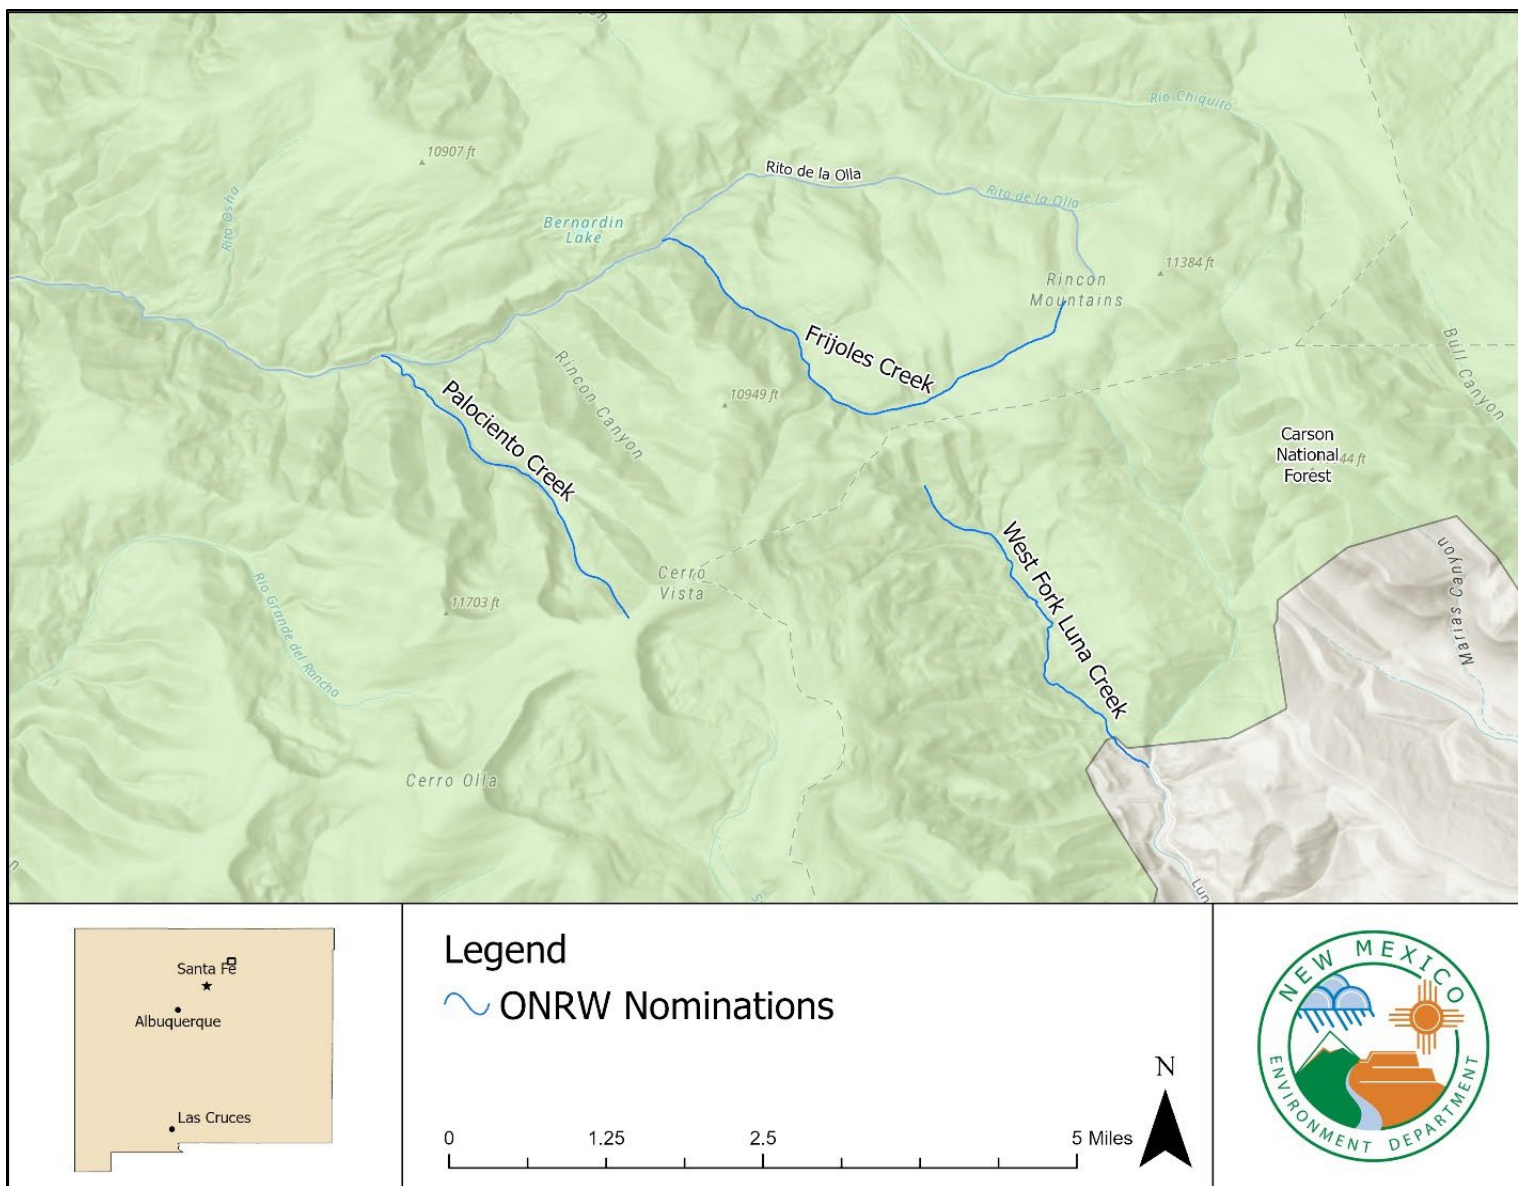 Rio Chiquito
10907 ft
Rito de la Olla
Rito de la Olla
Rito Osha
Bernardin
Lake
11384 ft
Rincon
Mountains
Frijoles Creek
Bull Canyon
Rincon Canyon
10949 ft
Palociento Creek
Carson
National
Forest
44 ft
West Fork Luna Creek
Marias Canyon
Cerro
Vista
11703 ft
Rio Grande del Rancho
Cerro Olla
Lun
Santa Fe
Albuquerque
Las Cruces
Legend
ONRW Nominations
0 1.25 2.5 5 Miles
N
NEW MEXICO
ENVIRONMENT DEPARTMENT